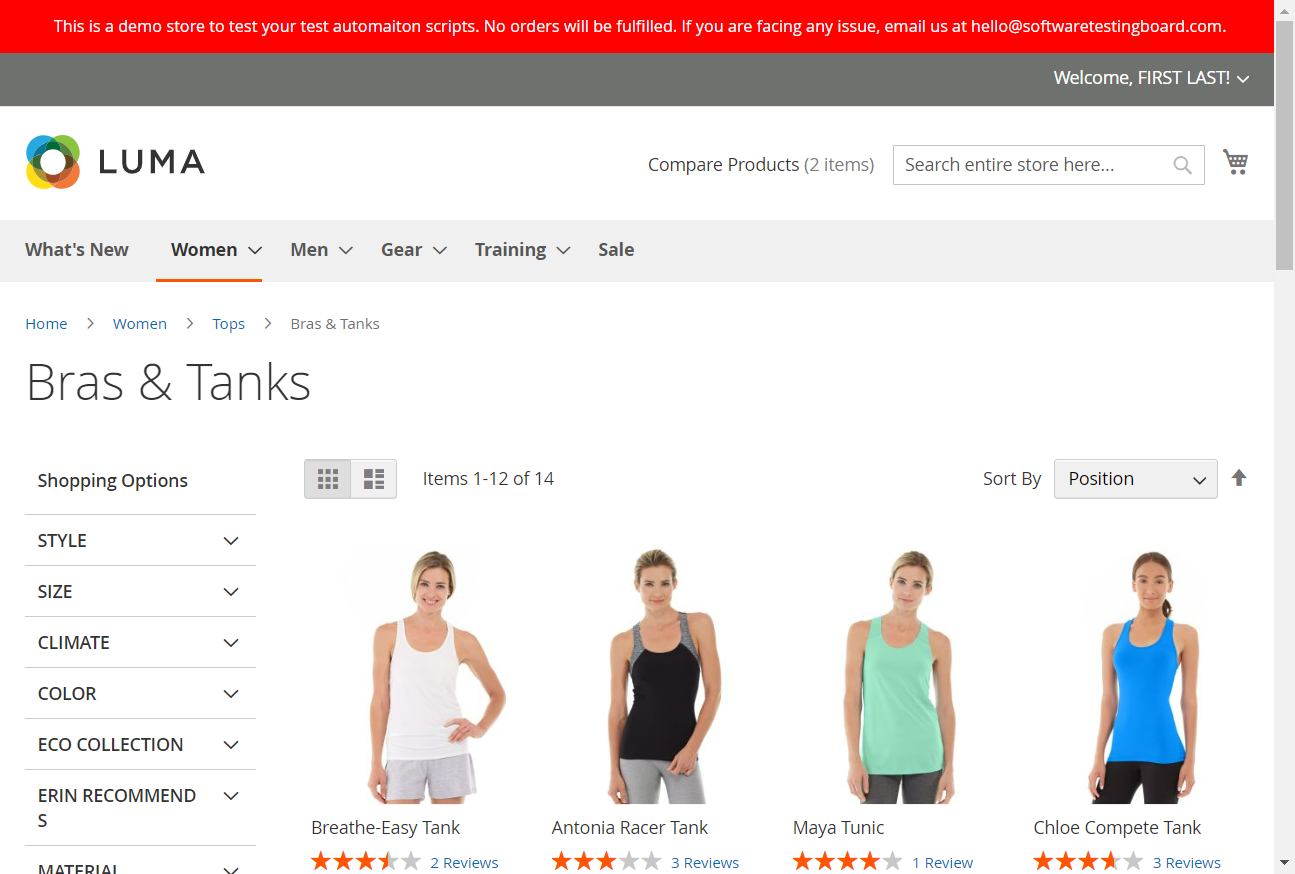 This is a demo store to test your test automaiton scripts. No orders will be fulfilled. If you are facing any issue, email us at hello@softwaretestingboard.com.
Welcome, FIRST LAST!
LUMA
Compare Products (2 items)
Search entire store here...
What's New
Women
Men
Gear
Training
Sale
Home
Women
Tops
Bras & Tanks
Bras & Tanks
Shopping Options
Items 1-12 of 14
Sort By
Position
STYLE
SIZE
CLIMATE
COLOR
ECO COLLECTION
ERIN RECOMMEND
S
MATERIAL
Breathe-Easy Tank
2 Reviews
Antonia Racer Tank
3 Reviews
Maya Tunic
1 Review
Chloe Compete Tank
3 Reviews